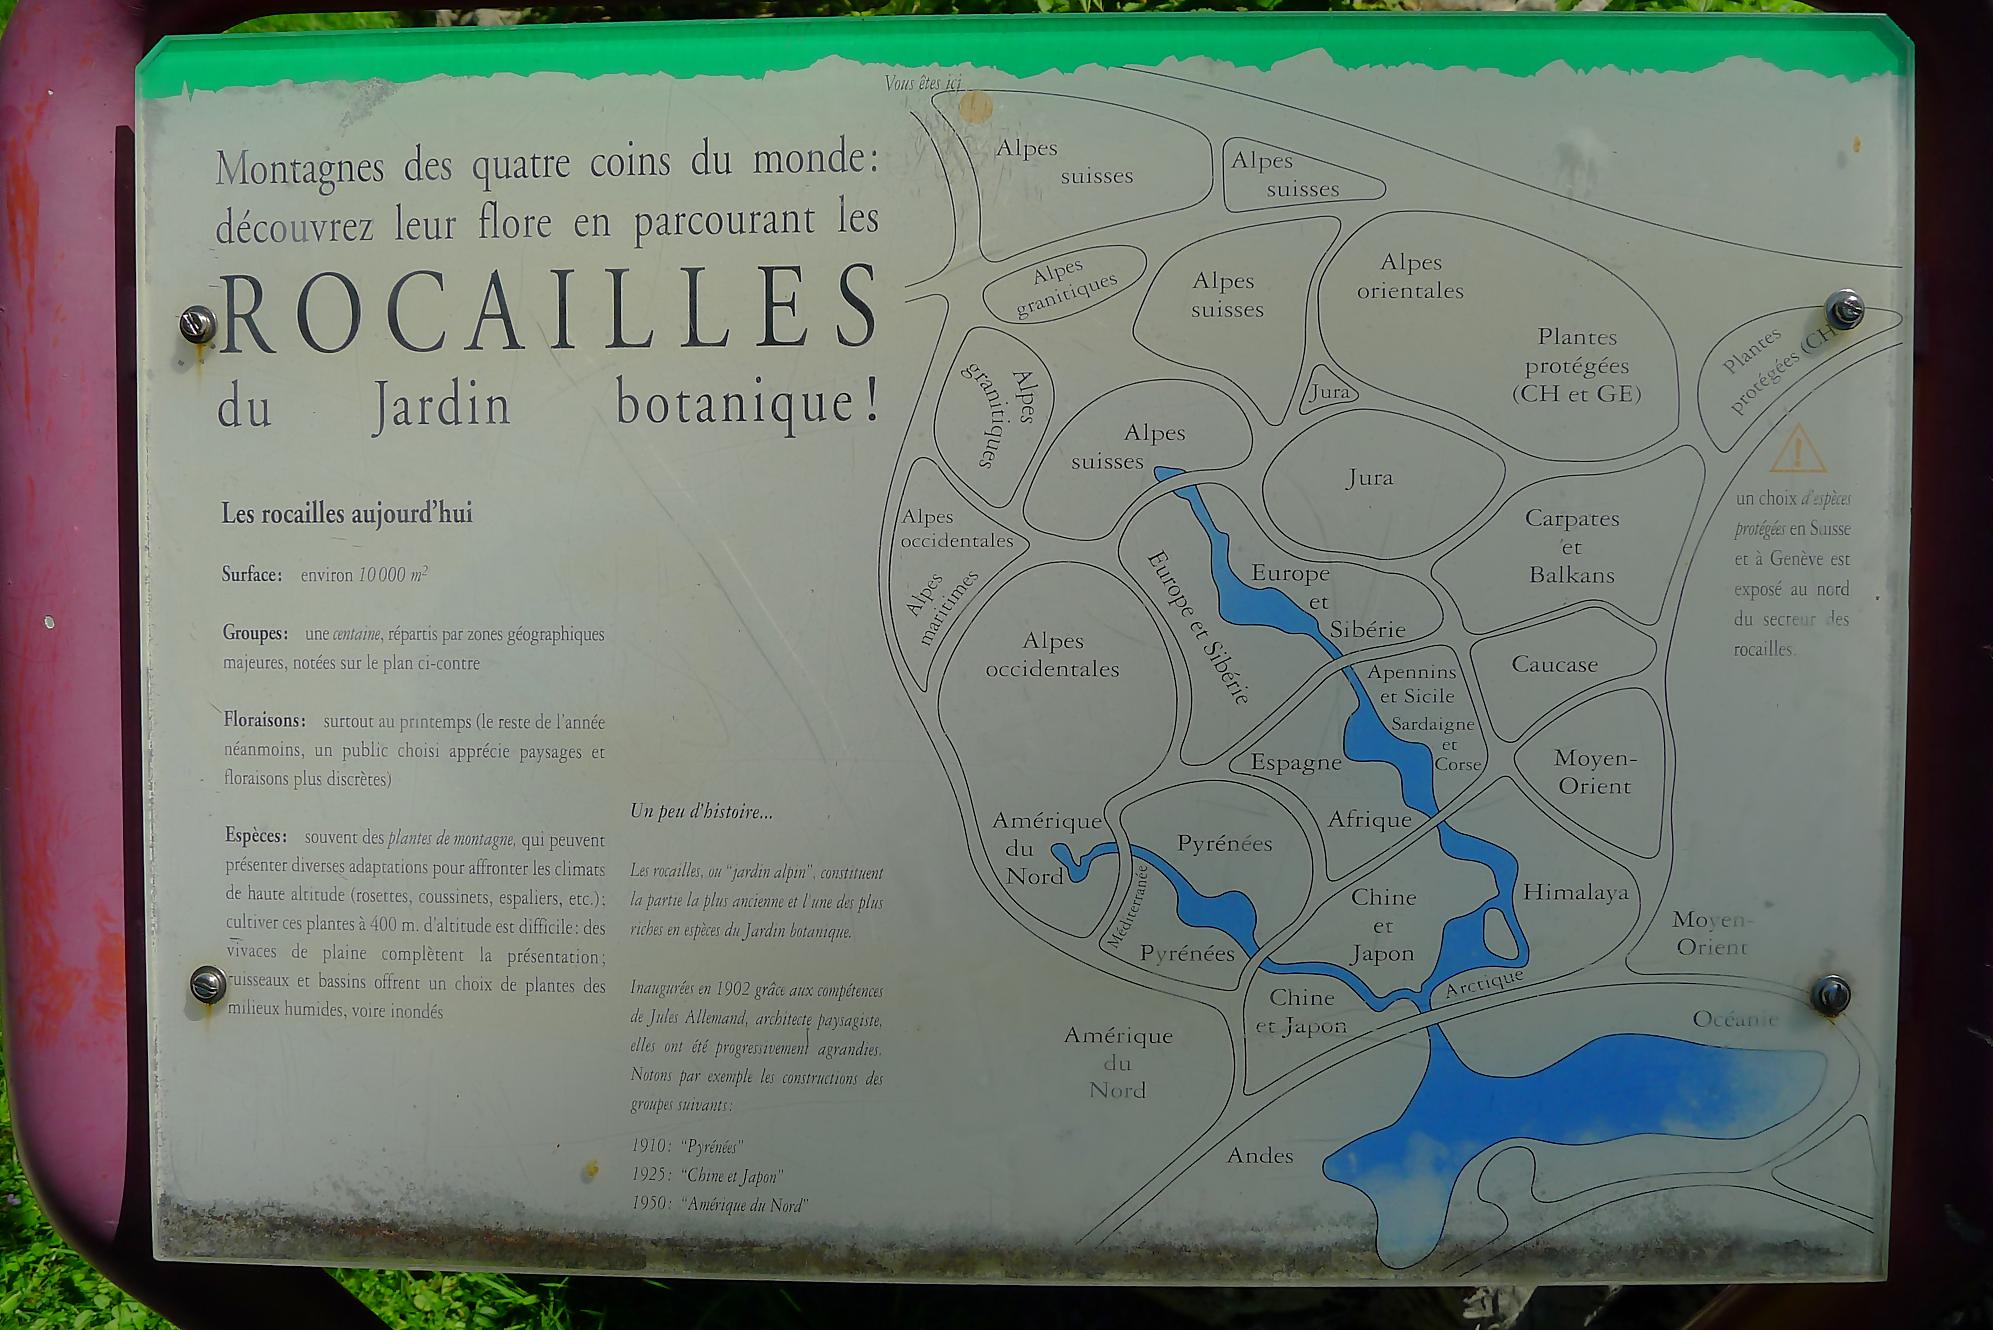 Vous êtes ici
Montagnes des quatre coins du monde:
découvrez leur flore en parcourant les
ROCAILLES
du Jardin botanique!
Les rocailles aujourd'hui
Surface: environ 10 000 m²
Groupes: une centaine, répartis par zones géographiques
majeures, notées sur le plan ci-contre
Floraisons: surtout au printemps (le reste de l'année
néanmoins, un public choisi apprécie paysages et
floraisons plus discrètes)
Espèces: souvent des plantes de montagne, qui peuvent
présenter diverses adaptations pour affronter les climats
de haute altitude (rosettes, coussinets, espaliers, etc.);
cultiver ces plantes à 400 m. d'altitude est difficile: des
vivaces de plaine complètent la présentation;
ruisseaux et bassins offrent un choix de plantes des
milieux humides, voire inondés
Un peu d'histoire...
Les rocailles, ou "jardin alpin", constituent
la partie la plus ancienne et l'une des plus
riches en espèces du Jardin botanique.
Inaugurées en 1902 grâce aux compétences
de Jules Allemand, architecte paysagiste,
elles ont été progressivement agrandies.
Notons par exemple les constructions des
groupes suivants:
1910: "Pyrénées"
1925: "Chine et Japon"
1950: "Amérique du Nord"
Alpes
suisses
Alpes
suisses
Alpes
granitiques
Alpes
suisses
Alpes
orientales
Plantes
protégées
(CH et GE)
Plantes
protégées (CH
Alpes
granitiques
Jura
Alpes
suisses
Jura
Alpes
occidentales
Carpates
et
Balkans
un choix d'espèces
protégées en Suisse
et à Genève est
exposé au nord
du secteur des
rocailles.
Alpes
maritimes
Europe et Sibérie
Europe
et
Sibérie
Alpes
occidentales
Apennins
et Sicile
Sardaigne
et
Corse
Caucase
Espagne
Moyen-
Orient
Amérique
du
Nord
Pyrénées
Afrique
Méditerranée
Pyrénées
Chine
et
Japon
Himalaya
Moyen-
Orient
Arctique
Chine
et Japon
Océanie
Amérique
du
Nord
Andes